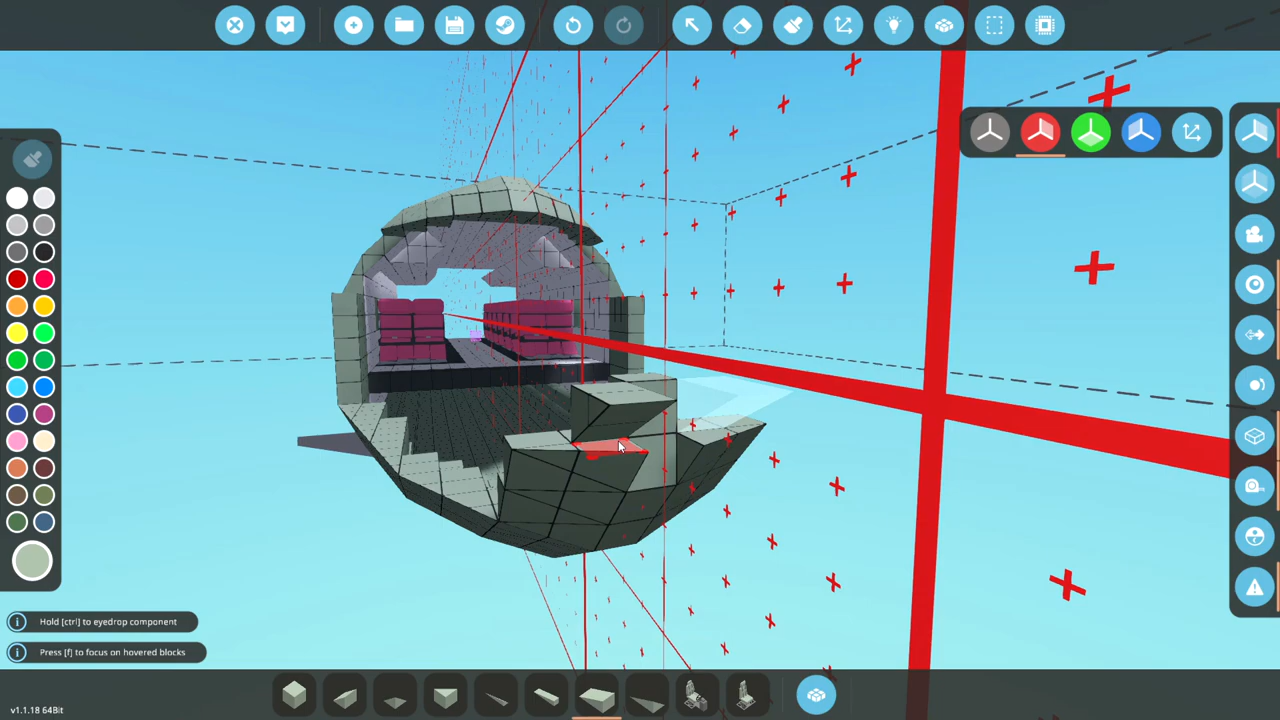 Hold [ctrl] to eyedrop component
Press [f] to focus on hovered blocks
v1.1.18 64Bit